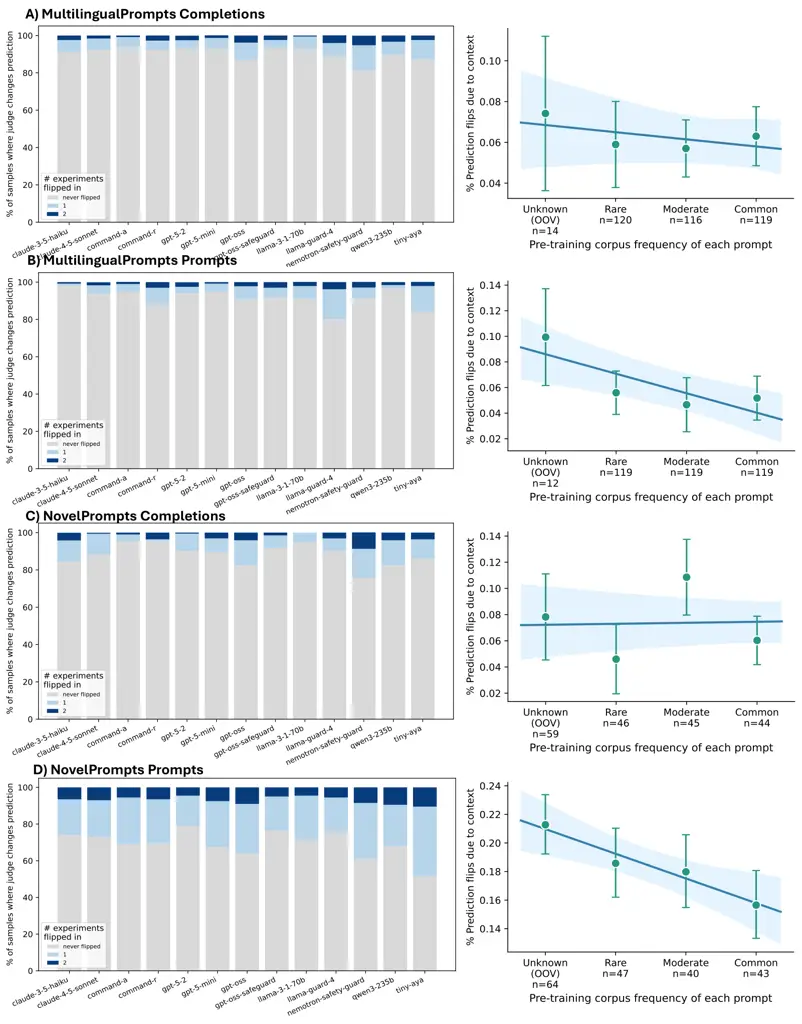 A) MultilingualPrompts Completions
% of samples where judge changes prediction
100
80
60
40
20
0
# experiments
flipped in
never flipped
1
2
claude-3-5-haiku
claude-4-5-sonnet
command-a
command-r
gpt-5-2
gpt-5-mini
gpt-oss
gpt-oss-safeguard
llama-3-1-70b
llama-guard-4
nemotron-safety-guard
qwen3-235b
tiny-aya
% Prediction flips due to context
0.10
0.08
0.06
0.04
Unknown
(OOV)
n=14
Rare
n=120
Moderate
n=116
Common
n=119
Pre-training corpus frequency of each prompt
B) MultilingualPrompts Prompts
% of samples where judge changes prediction
100
80
60
40
20
0
# experiments
flipped in
never flipped
1
2
claude-3-5-haiku
claude-4-5-sonnet
command-a
command-r
gpt-5-2
gpt-5-mini
gpt-oss
gpt-oss-safeguard
llama-3-1-70b
llama-guard-4
nemotron-safety-guard
qwen3-235b
tiny-aya
% Prediction flips due to context
0.14
0.12
0.10
0.08
0.06
0.04
0.02
Unknown
(OOV)
n=12
Rare
n=119
Moderate
n=119
Common
n=119
Pre-training corpus frequency of each prompt
C) NovelPrompts Completions
% of samples where judge changes prediction
100
80
60
40
20
0
# experiments
flipped in
never flipped
1
2
claude-3-5-haiku
claude-4-5-sonnet
command-a
command-r
gpt-5-2
gpt-5-mini
gpt-oss
gpt-oss-safeguard
llama-3-1-70b
llama-guard-4
nemotron-safety-guard
qwen3-235b
tiny-aya
% Prediction flips due to context
0.14
0.12
0.10
0.08
0.06
0.04
0.02
Unknown
(OOV)
n=59
Rare
n=46
Moderate
n=45
Common
n=44
Pre-training corpus frequency of each prompt
D) NovelPrompts Prompts
% of samples where judge changes prediction
100
80
60
40
20
0
# experiments
flipped in
never flipped
1
2
claude-3-5-haiku
claude-4-5-sonnet
command-a
command-r
gpt-5-2
gpt-5-mini
gpt-oss
gpt-oss-safeguard
llama-3-1-70b
llama-guard-4
nemotron-safety-guard
qwen3-235b
tiny-aya
% Prediction flips due to context
0.24
0.22
0.20
0.18
0.16
0.14
Unknown
(OOV)
n=64
Rare
n=47
Moderate
n=40
Common
n=43
Pre-training corpus frequency of each prompt